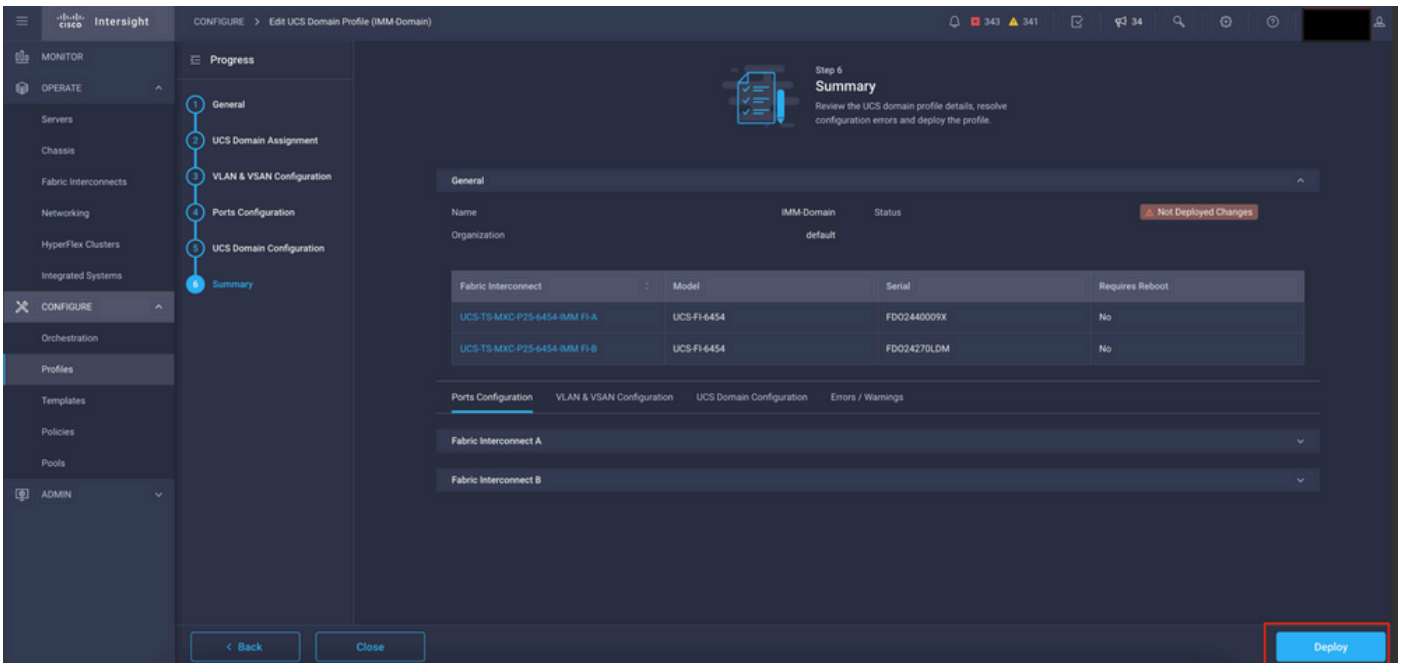 cisco Intersight
CONFIGURE > Edit UCS Domain Profile (IMM-Domain)
343 341
34
MONITOR
OPERATE
Servers
Chassis
Fabric Interconnects
Networking
HyperFlex Clusters
Integrated Systems
CONFIGURE
Orchestration
Profiles
Templates
Policies
Pools
ADMIN
Progress
1 General
2 UCS Domain Assignment
3 VLAN & VSAN Configuration
4 Ports Configuration
5 UCS Domain Configuration
6 Summary
Step 6
Summary
Review the UCS domain profile details, resolve
configuration errors and deploy the profile.
General
Name IMM-Domain Status Not Deployed Changes
Organization default
Fabric Interconnect Model Serial Requires Reboot
UCS-TS-MXC-P25-6454-IMM FI-A UCS-FI-6454 FDO2440009X No
UCS-TS-MXC-P25-6454-IMM FI-B UCS-FI-6454 FDO24270LDM No
Ports Configuration VLAN & VSAN Configuration UCS Domain Configuration Errors / Warnings
Fabric Interconnect A
Fabric Interconnect B
< Back Close Deploy